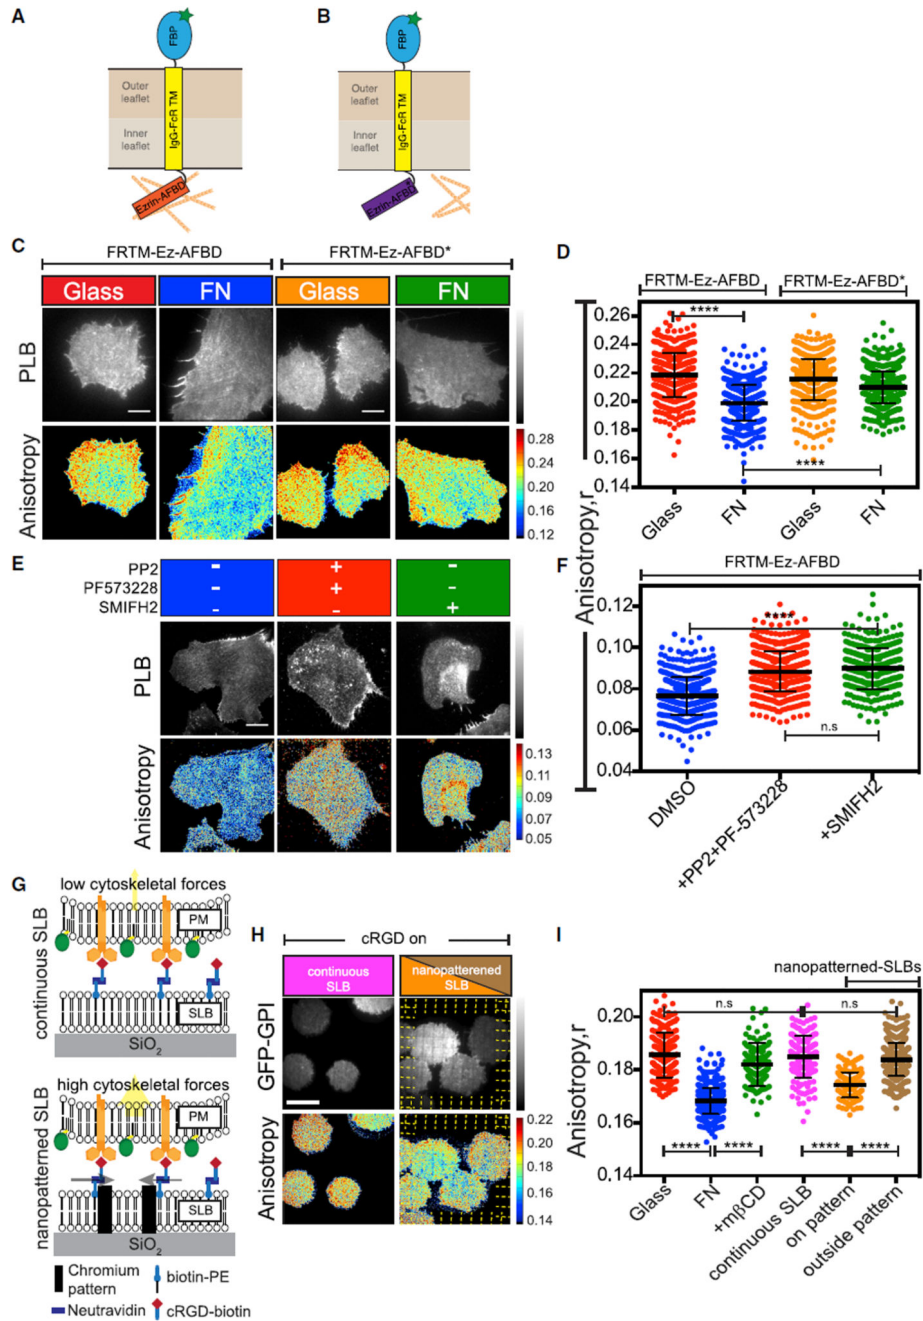 A
B
FBP
FBP
Outer
leaflet
Inner
leaflet
IgG-FcR TM
Ezrin-AFBD
Outer
leaflet
Inner
leaflet
IgG-FcR TM
Ezrin-AFBD*
C
FRTM-Ez-AFBD
FRTM-Ez-AFBD*
Glass
FN
Glass
FN
PLB
Anisotropy
0.28
0.24
0.20
0.16
0.12
D
FRTM-Ez-AFBD
FRTM-Ez-AFBD*
****
****
0.26
0.24
0.22
0.20
0.18
0.16
0.14
Glass
FN
Glass
FN
Anisotropy,r
E
PP2 - + -
PF573228 - + -
SMIFH2 - - +
PLB
Anisotropy
0.13
0.11
0.09
0.07
0.05
F
FRTM-Ez-AFBD
****
n.s
0.12
0.10
0.08
0.06
0.04
DMSO
+PP2+PF-573228
+SMIFH2
G
low cytoskeletal forces
continuous SLB
PM
SLB
SiO2
high cytoskeletal forces
nanopatterned SLB
PM
SLB
SiO2
Chromium
pattern
biotin-PE
Neutravidin
cRGD-biotin
H
cRGD on
continuous
SLB
nanopatterened
SLB
GFP-GPI
Anisotropy
0.22
0.20
0.18
0.16
0.14
I
nanopatterned-SLBs
n.s
n.s
0.20
0.18
0.16
0.14
Anisotropy,r
**** **** **** ****
Glass
FN
+mβCD
continuous SLB
on pattern
outside pattern